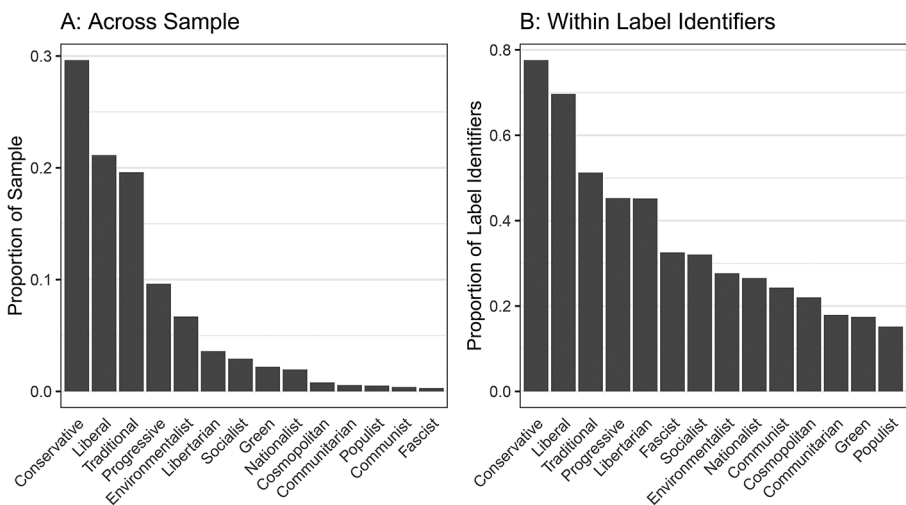 A: Across Sample
Proportion of Sample
0.3
0.2
0.1
0.0
Conservative
Liberal
Traditional
Progressive
Environmentalist
Libertarian
Socialist
Green
Nationalist
Cosmopolitan
Communitarian
Populist
Communist
Fascist
B: Within Label Identifiers
Proportion of Label Identifiers
0.8
0.6
0.4
0.2
0.0
Conservative
Liberal
Traditional
Progressive
Libertarian
Fascist
Socialist
Environmentalist
Nationalist
Communist
Cosmopolitan
Communitarian
Green
Populist